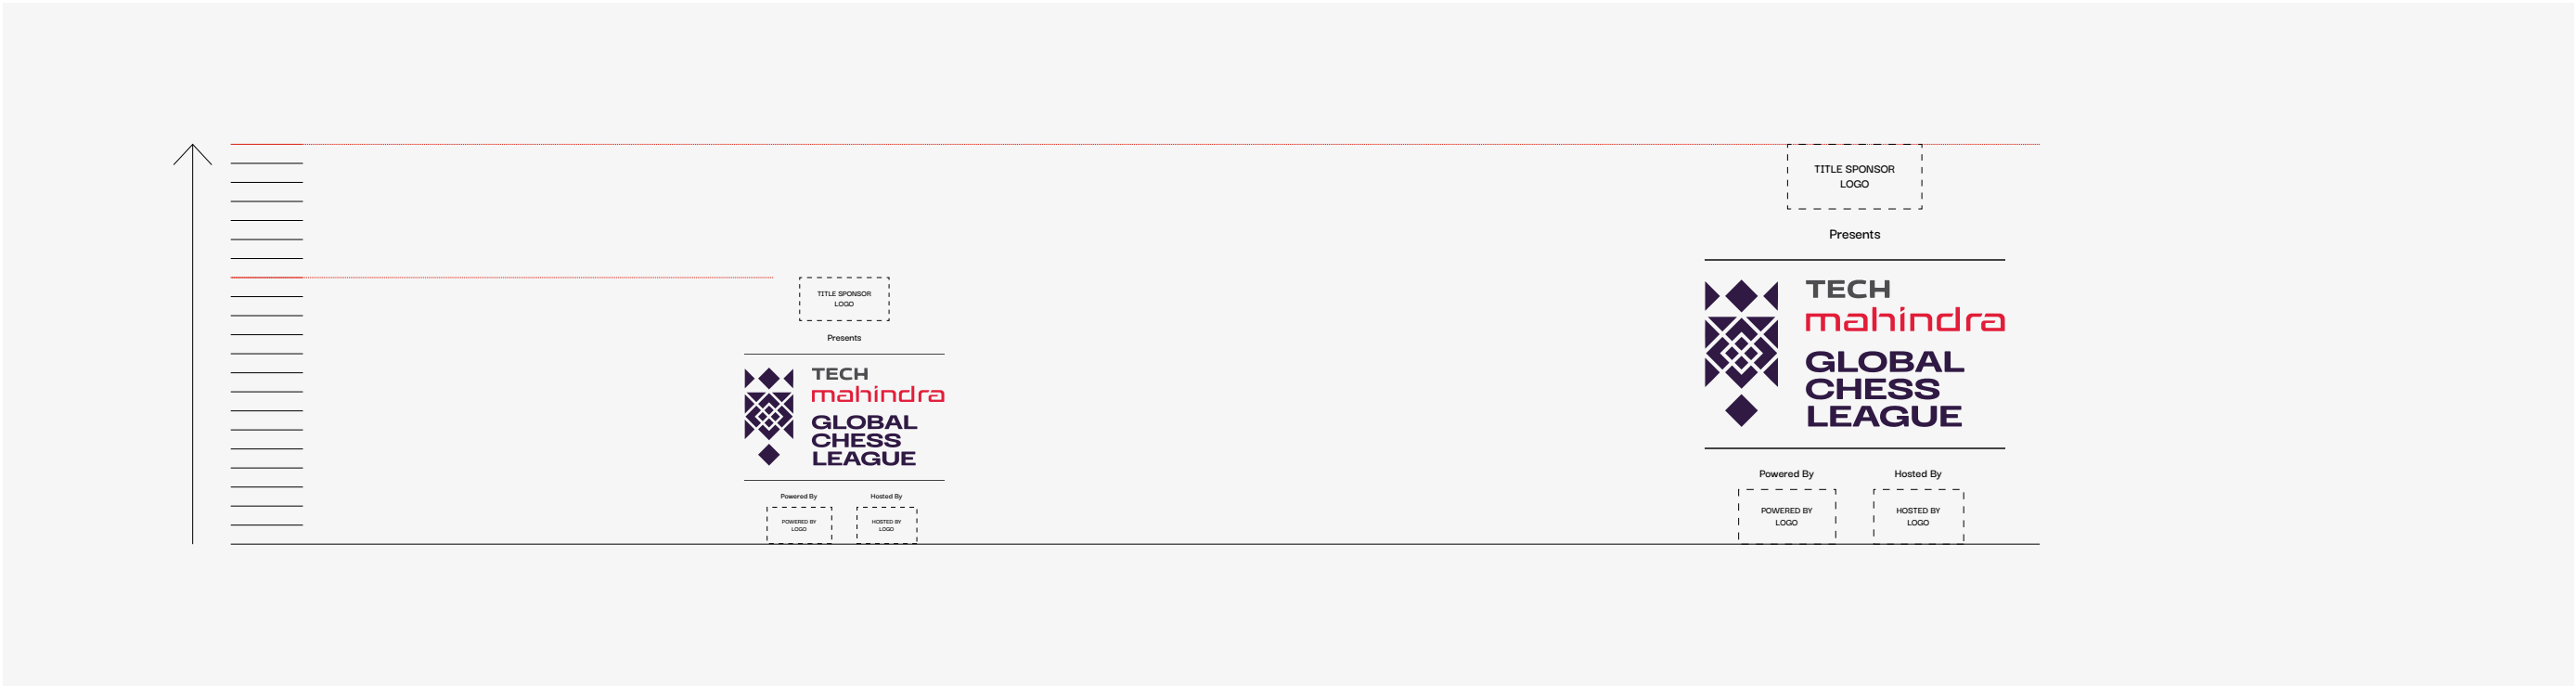 TITLE SPONSOR
LOGO
Presents
TECH
mahindra
GLOBAL
CHESS
LEAGUE
Powered By
Hosted By
POWERED BY
LOGO
HOSTED BY
LOGO
TITLE SPONSOR
LOGO
Presents
TECH
mahindra
GLOBAL
CHESS
LEAGUE
Powered By
Hosted By
POWERED BY
LOGO
HOSTED BY
LOGO